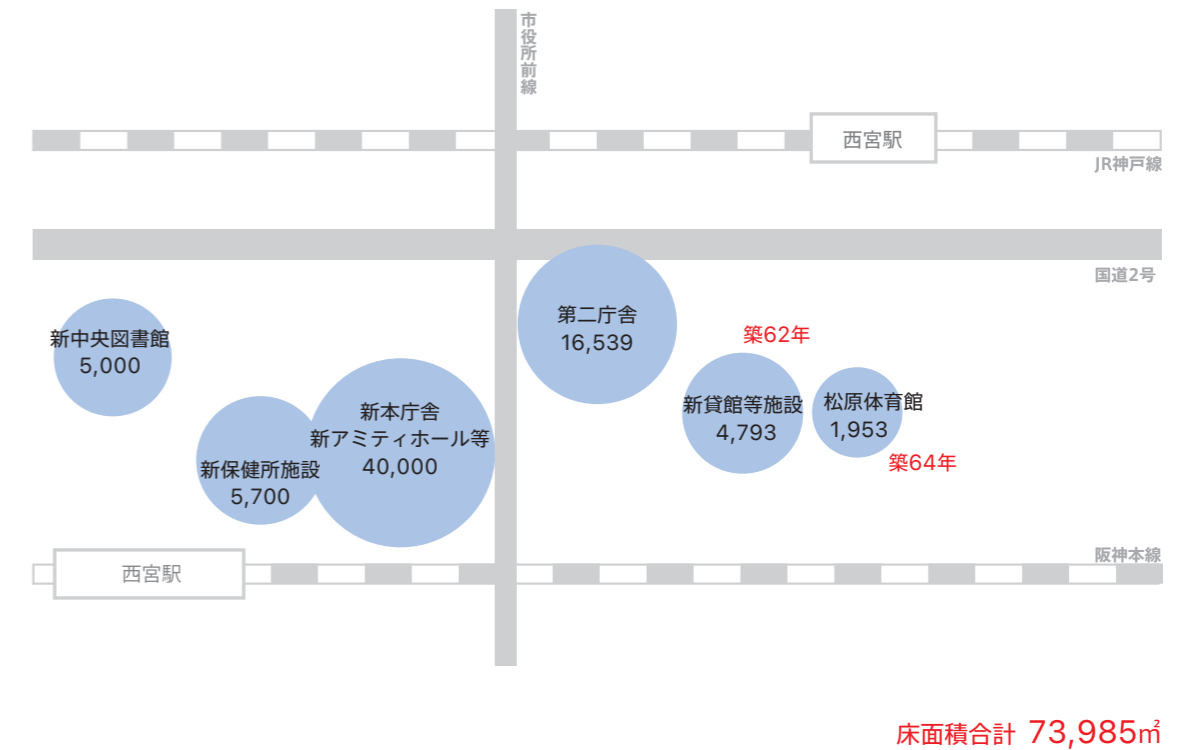 市役所前線
西宮駅
JR神戸線
国道2号
第二庁舎
16,539
新中央図書館
5,000
築62年
新貸館等施設
4,793
松原体育館
1,953
築64年
新本庁舎
新アミティホール等
40,000
新保健所施設
5,700
阪神本線
西宮駅
床面積合計 73,985㎡